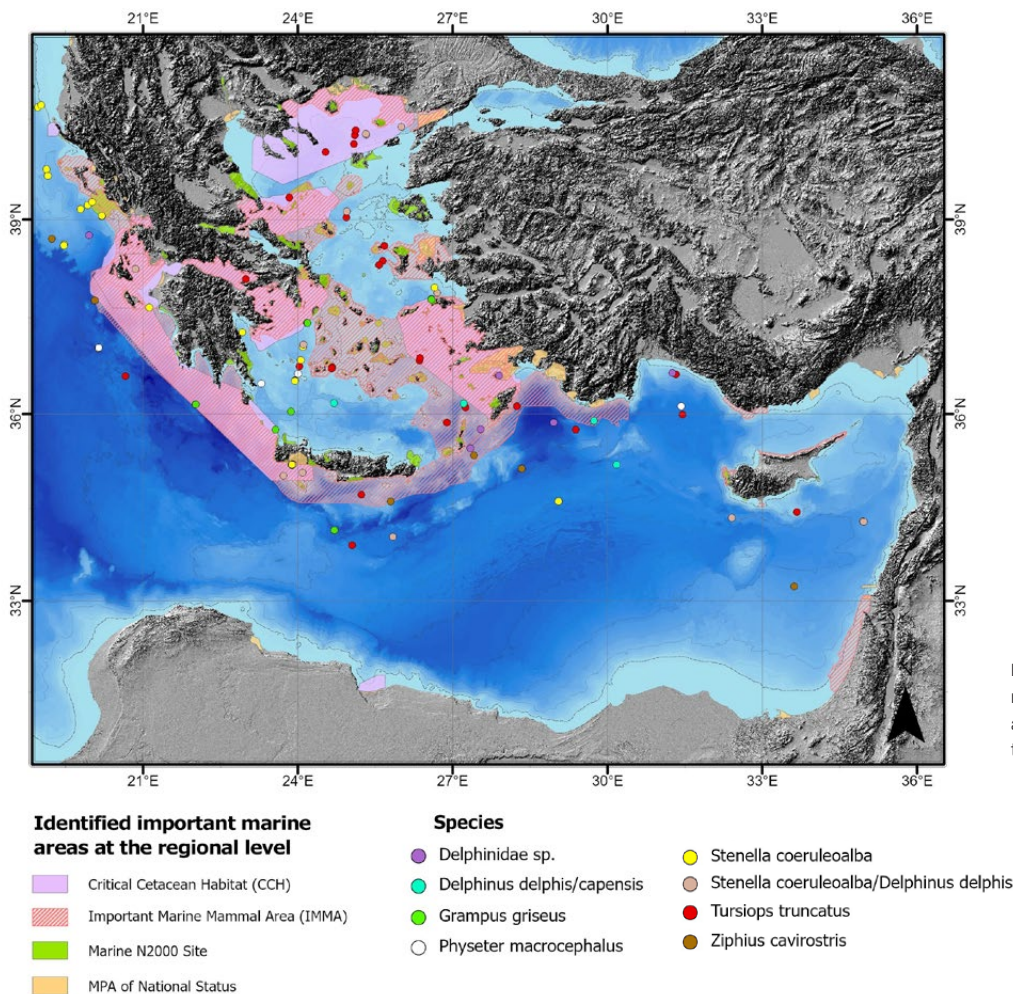 21°E 24°E 27°E 30°E 33°E 36°E
39°N 39°N
36°N 36°N
33°N 33°N
21°E 24°E 27°E 30°E 33°E 36°E
Identified important marine
areas at the regional level
Critical Cetacean Habitat (CCH)
Important Marine Mammal Area (IMMA)
Marine N2000 Site
MPA of National Status
Species
Delphinidae sp.
Delphinus delphis/capensis
Grampus griseus
Physeter macrocephalus
Stenella coeruleoalba
Stenella coeruleoalba/Delphinus delphis
Tursiops truncatus
Ziphius cavirostris